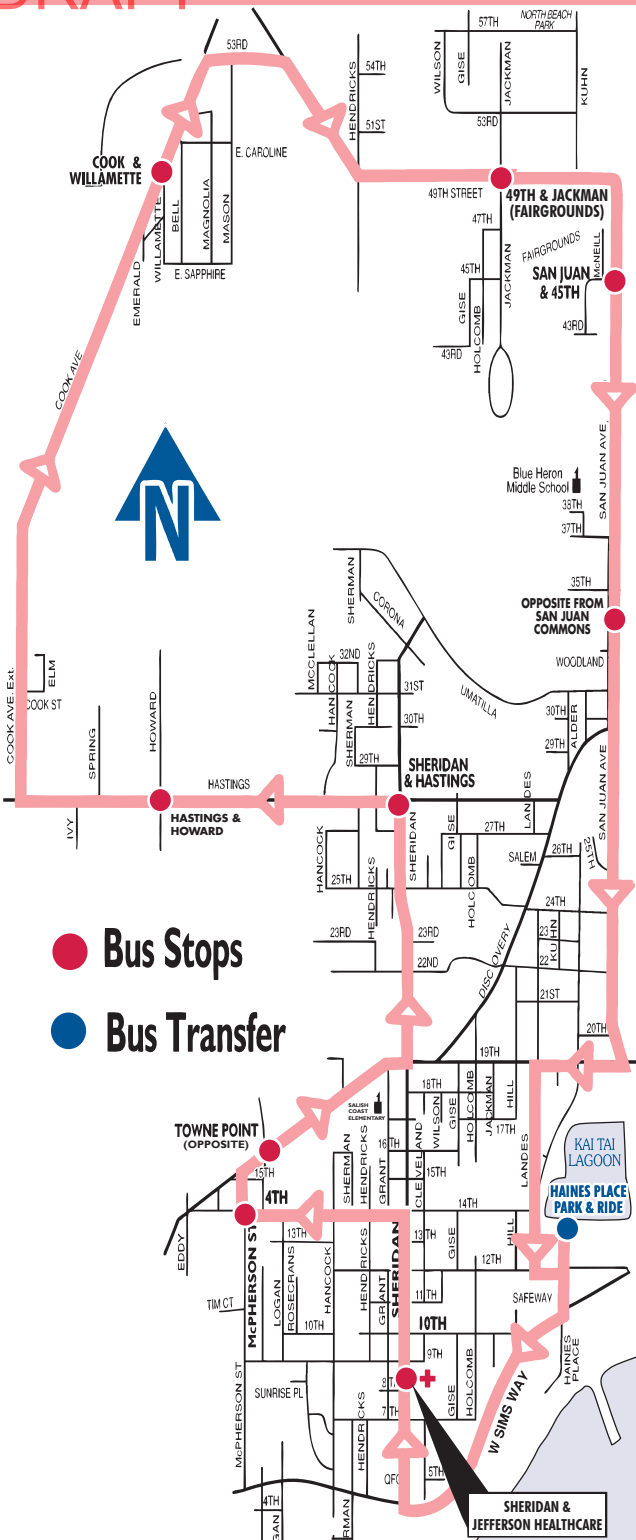 DRAFT
57TH
NORTH BEACH
PARK
WILSON
GISE
JACKMAN
KUHN
53RD
54TH
HENDRICKS
51ST
53RD
COOK &
WILLAMETTE
E. CAROLINE
WILLAMETTE
BELL
MAGNOLIA
MASON
EMERALD
E. SAPPHIRE
49TH STREET
49TH & JACKMAN
(FAIRGROUNDS)
47TH
FAIRGROUNDS
McNEILL
SAN JUAN
& 45TH
45TH
GISE
HOLCOMB
JACKMAN
43RD
43RD
COOK AVE
N
Blue Heron
Middle School
SAN JUAN AVE.
38TH
37TH
35TH
OPPOSITE FROM
SAN JUAN
COMMONS
WOODLAND
SHERMAN
CORONA
MCCLELLAN
32ND
HANCOCK
HENDRICKS
31ST
UMATILLA
30TH
SHERMAN
29TH
30TH
ALDER
29TH
ELM
COOK ST
COOK AVE. Ext.
SPRING
HOWARD
HASTINGS
SHERIDAN
& HASTINGS
LANDES
SAN JUAN AVE
IVY
HASTINGS &
HOWARD
HANCOCK
SHERIDAN
GISE
27TH
HOLCOMB
SALEM
26TH
25TH
25TH
HENDRICKS
24TH
23RD
23RD
22ND
23
22
KUHN
DISCOVERY
21ST
20TH
Bus Stops
Bus Transfer
19TH
18TH
WILSON
GISE
HOLCOMB
JACKMAN
HILL
17TH
SALISH
COAST
ELEMENTARY
16TH
15TH
CLEVELAND
SHERMAN
HENDRICKS
GRANT
TOWNE POINT
(OPPOSITE)
15TH
4TH
LANDES
KAI TAI
LAGOON
HAINES PLACE
PARK & RIDE
14TH
HILL
EDDY
McPHERSON ST
LOGAN
ROSECRANS
13TH
HANCOCK
HENDRICKS
GRANT
SHERIDAN
13TH
GISE
12TH
11TH
SAFEWAY
TIM CT
10TH
10TH
9TH
HAINES
PLACE
McPHERSON ST
SUNRISE PL
HENDRICKS
7TH
GISE
HOLCOMB
W SIMS WAY
QFC
5TH
4TH
SHERIDAN &
JEFFERSON HEALTHCARE